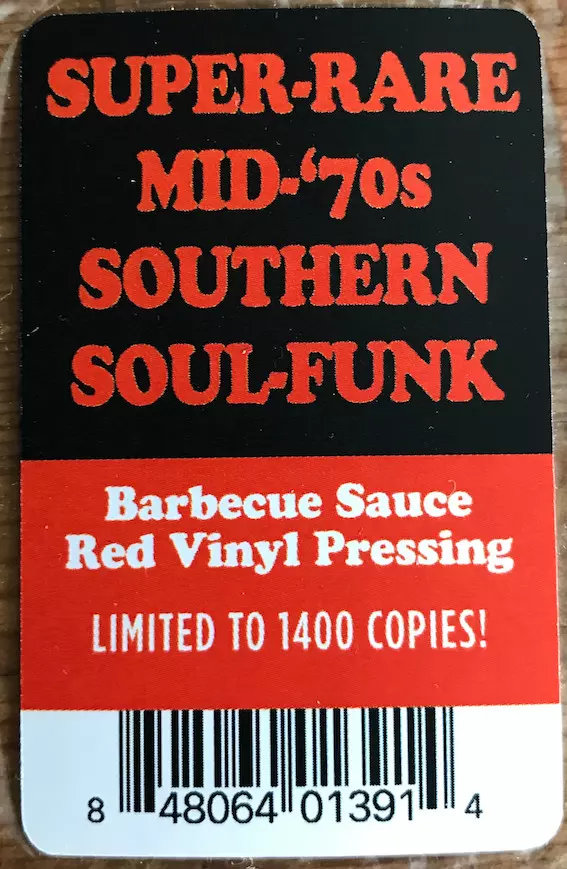 SUPER-RARE
MID-‘70s
SOUTHERN
SOUL-FUNK
Barbecue Sauce
Red Vinyl Pressing
LIMITED TO 1400 COPIES!
8 48064 01391 4